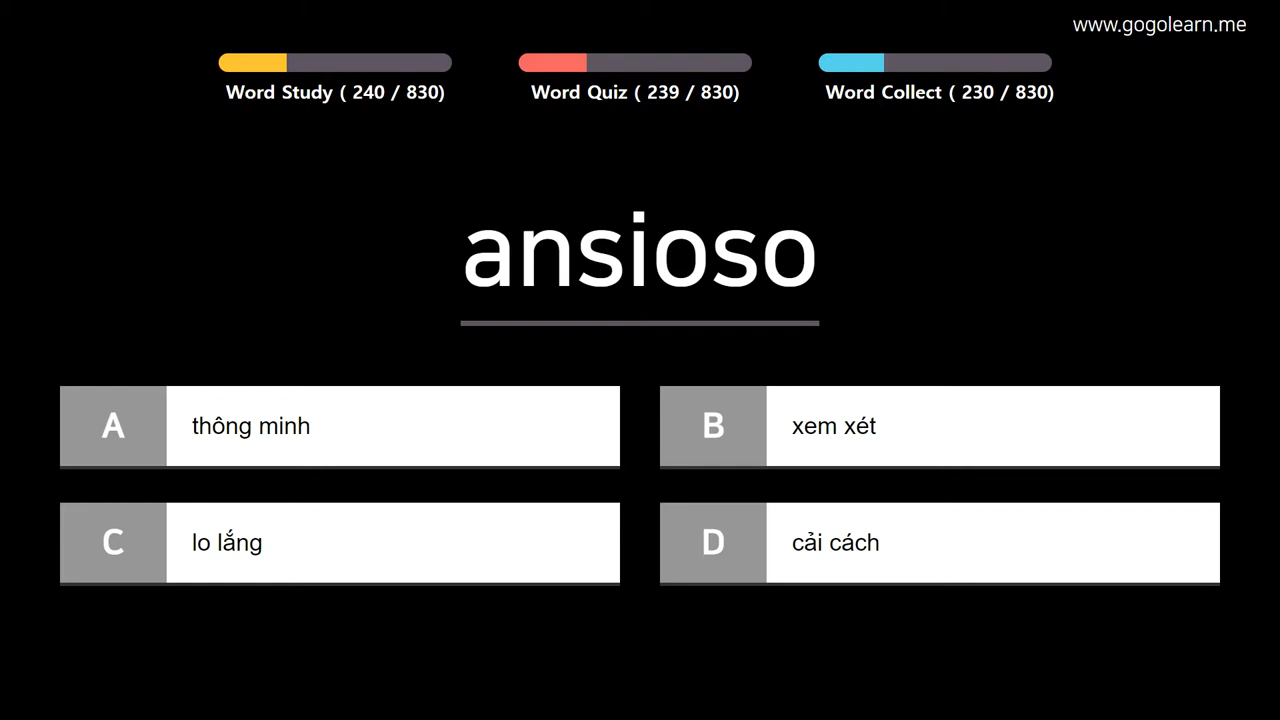 www.gogolearn.me
Word Study ( 240 / 830)
Word Quiz ( 239 / 830)
Word Collect ( 230 / 830)
ansioso
A thông minh
B xem xét
C lo lắng
D cải cách